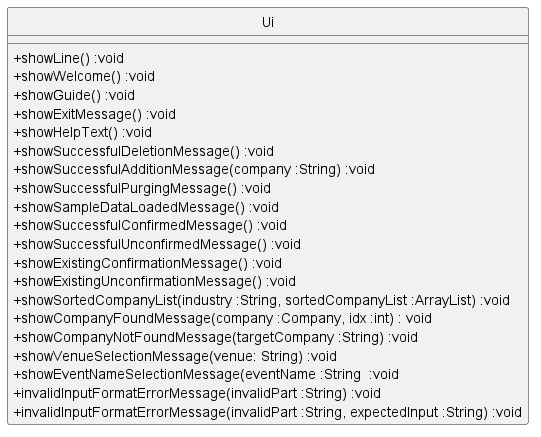 Ui
+showLine() :void
+showWelcome() :void
+showGuide() :void
+showExitMessage() :void
+showHelpText() :void
+showSuccessfulDeletionMessage() :void
+showSuccessfulAdditionMessage(company :String) :void
+showSuccessfulPurgingMessage() :void
+showSampleDataLoadedMessage() :void
+showSuccessfulConfirmedMessage() :void
+showSuccessfulUnconfirmedMessage() :void
+showExistingConfirmationMessage() :void
+showExistingUnconfirmationMessage() :void
+showSortedCompanyList(industry :String, sortedCompanyList :ArrayList) :void
+showCompanyFoundMessage(company :Company, idx :int) : void
+showCompanyNotFoundMessage(targetCompany :String) :void
+showVenueSelectionMessage(venue: String) :void
+showEventNameSelectionMessage(eventName :String  :void
+invalidInputFormatErrorMessage(invalidPart :String) :void
+invalidInputFormatErrorMessage(invalidPart :String, expectedInput :String) :void